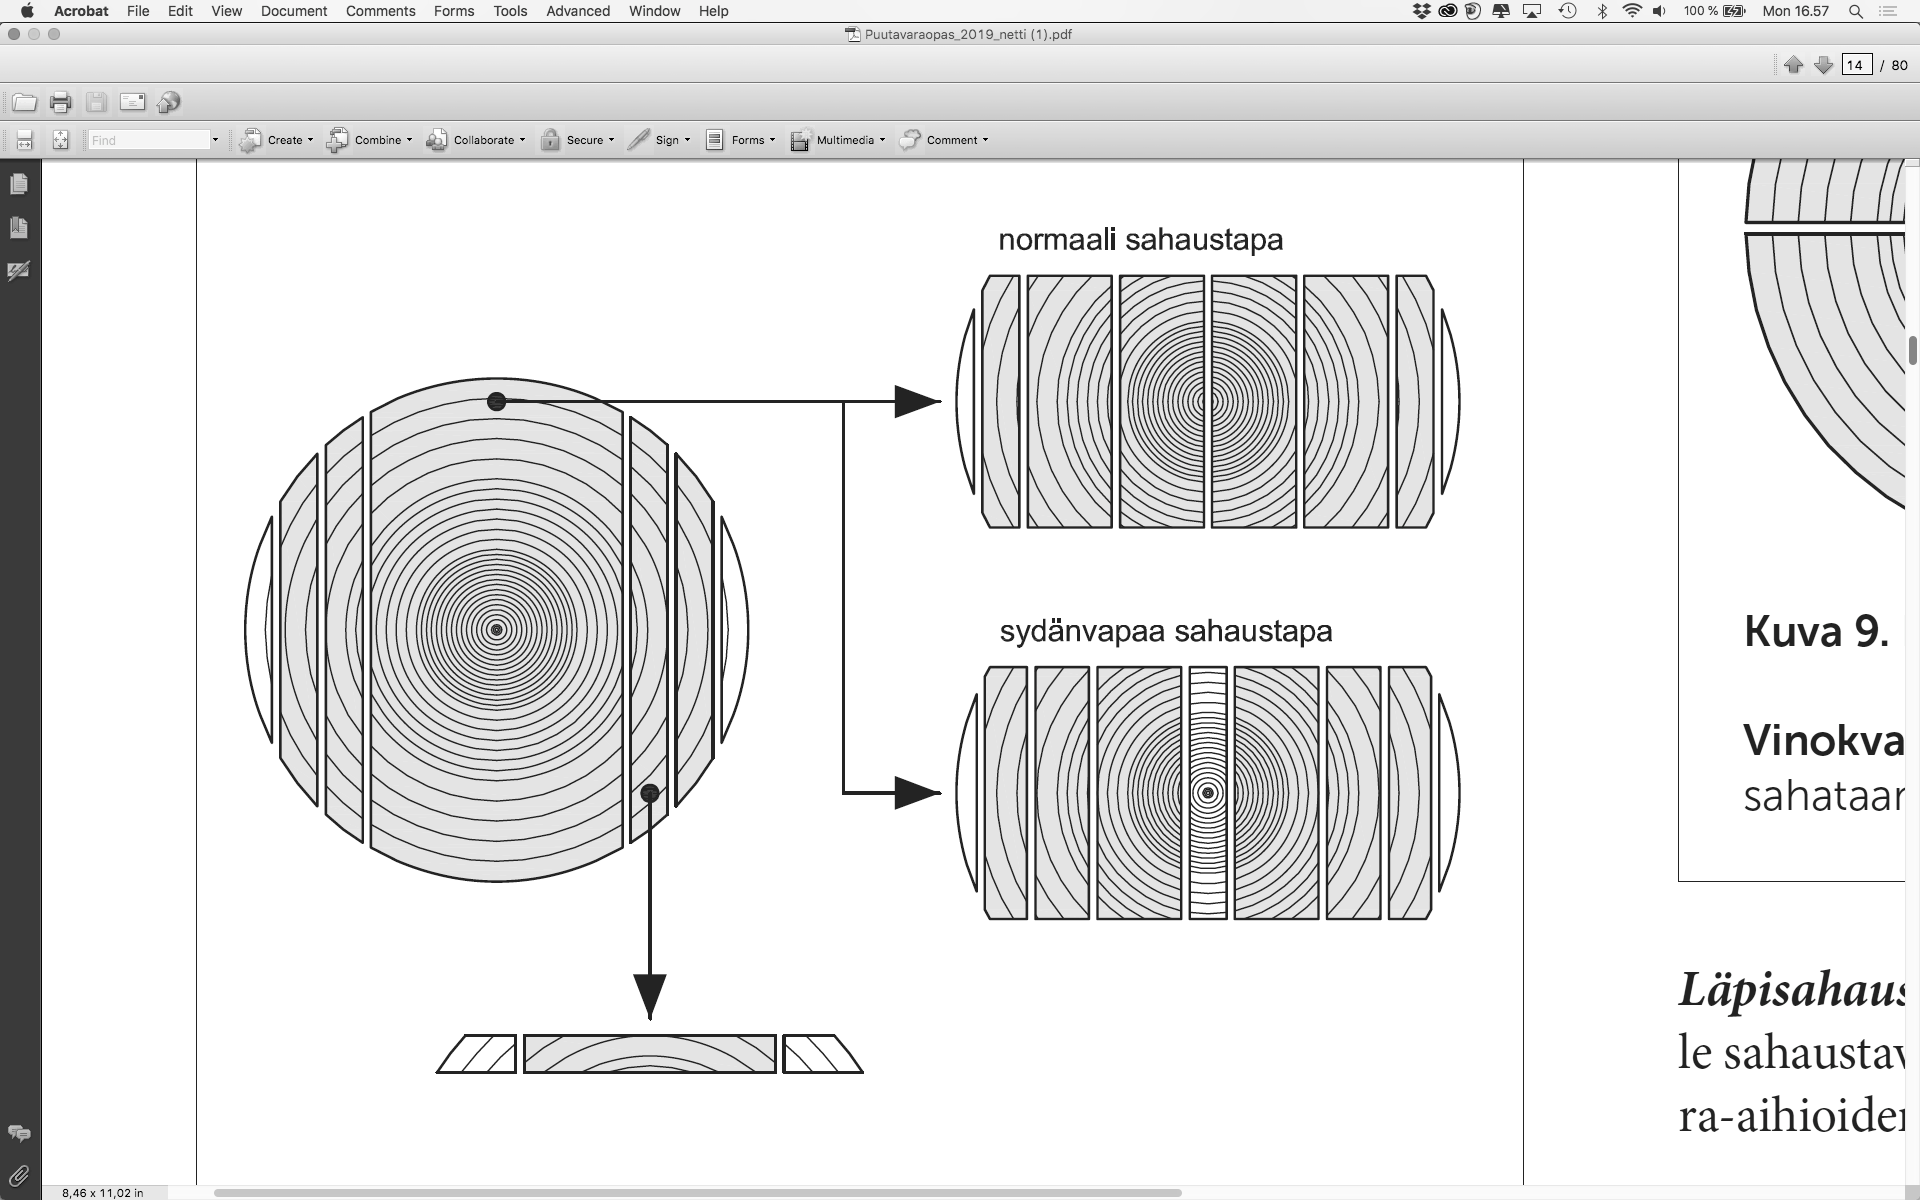 Acrobat File Edit View Document Comments Forms Tools Advanced Window Help 100 % Mon 16.57
Puutavaraopas_2019_netti (1).pdf
14 / 80
Find Create Combine Collaborate Secure Sign Forms Multimedia Comment
normaali sahaustapa
sydänvapaa sahaustapa
Kuva 9.
Vinokva
sahataar
Läpisahaus
le sahaustav
ra-aihioider
8,46 x 11,02 in